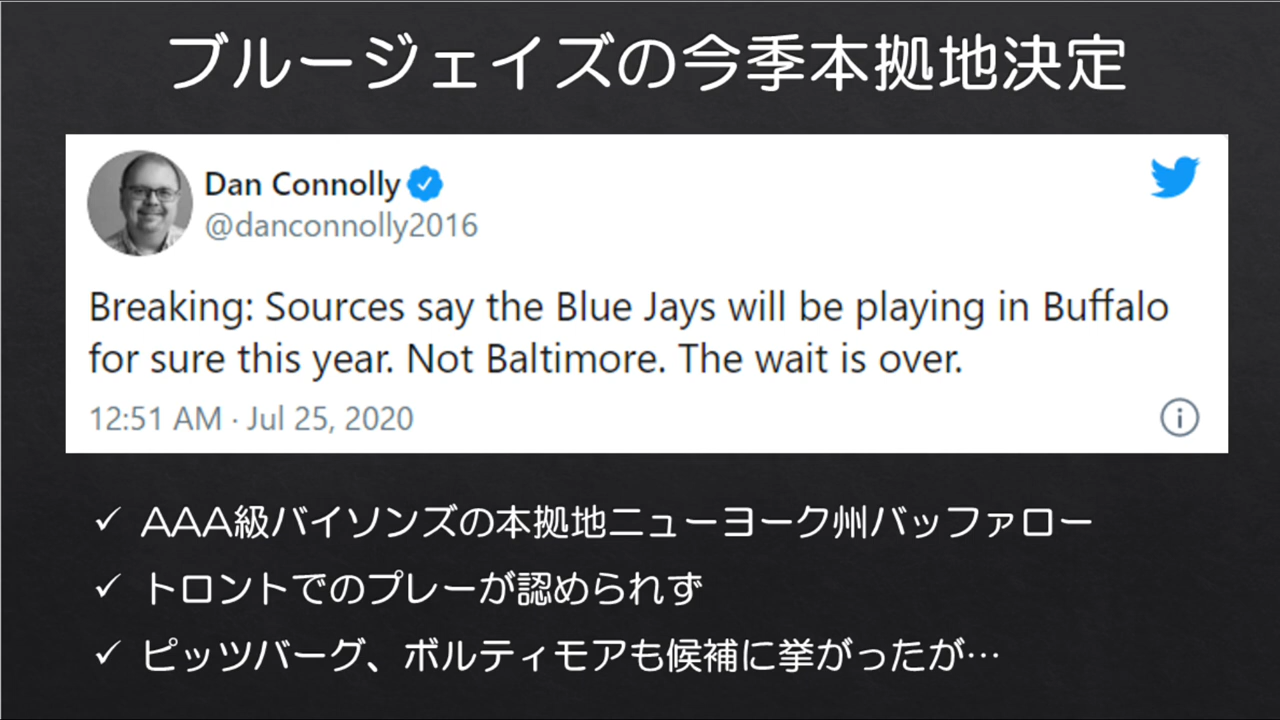 ブルージェイズの今季本拠地決定
Dan Connolly
@danconnolly2016
Breaking: Sources say the Blue Jays will be playing in Buffalo
for sure this year. Not Baltimore. The wait is over.
12:51 AM · Jul 25, 2020
✓ AAA級バイソンズの本拠地ニューヨーク州バッファロー
✓ トロントでのプレーが認められず
✓ ピッツバーグ、ボルティモアも候補に挙がったが…